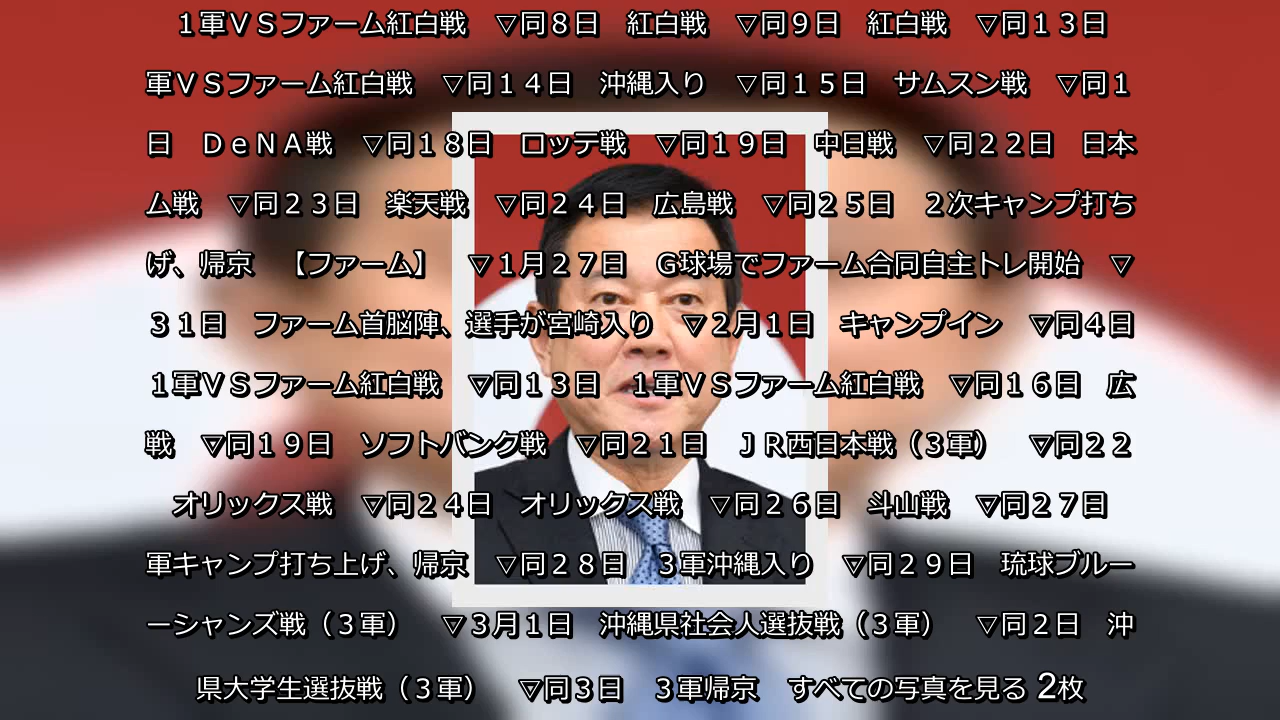 １軍ＶＳファーム紅白戦　▽同８日　紅白戦　▽同９日　紅白戦　▽同１３日
軍ＶＳファーム紅白戦　▽同１４日　沖縄入り　▽同１５日　サムスン戦　▽同１
日　ＤｅＮＡ戦　▽同１８日　ロッテ戦　▽同１９日　中日戦　▽同２２日　日本
ム戦　▽同２３日　楽天戦　▽同２４日　広島戦　▽同２５日　２次キャンプ打ち
げ、帰京　【ファーム】　▽１月２７日　Ｇ球場でファーム合同自主トレ開始　▽
３１日　ファーム首脳陣、選手が宮崎入り　▽２月１日　キャンプイン　▽同４日
１軍ＶＳファーム紅白戦　▽同１３日　１軍ＶＳファーム紅白戦　▽同１６日　広
戦　▽同１９日　ソフトバンク戦　▽同２１日　ＪＲ西日本戦（３軍）　▽同２２
オリックス戦　▽同２４日　オリックス戦　▽同２６日　斗山戦　▽同２７日
軍キャンプ打ち上げ、帰京　▽同２８日　３軍沖縄入り　▽同２９日　琉球ブルー
ーシャンズ戦（３軍）　▽３月１日　沖縄県社会人選抜戦（３軍）　▽同２日　沖
県大学生選抜戦（３軍）　▽同３日　３軍帰京　すべての写真を見る 2枚